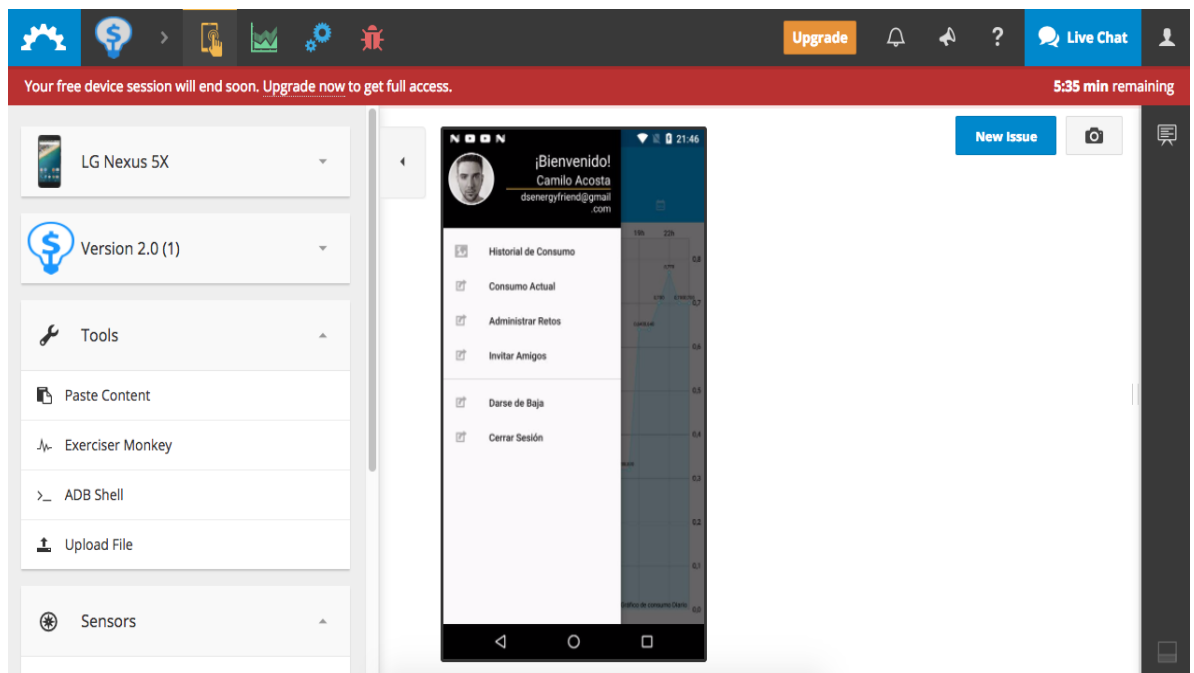 Upgrade
?
Live Chat
Your free device session will end soon. Upgrade now to get full access.
5:35 min remaining
LG Nexus 5X
Version 2.0 (1)
Tools
Paste Content
Exerciser Monkey
ADB Shell
Upload File
Sensors
New Issue
21:46
¡Bienvenido!
Camilo Acosta
dsenergyfriend@gmail
.com
Historial de Consumo
Consumo Actual
Administrar Retos
Invitar Amigos
Darse de Baja
Cerrar Sesión
19h 22h
0,8
0,7
0,6
0,5
0,4
0,3
0,2
0,1
0,0
Gráfico de consumo Diario